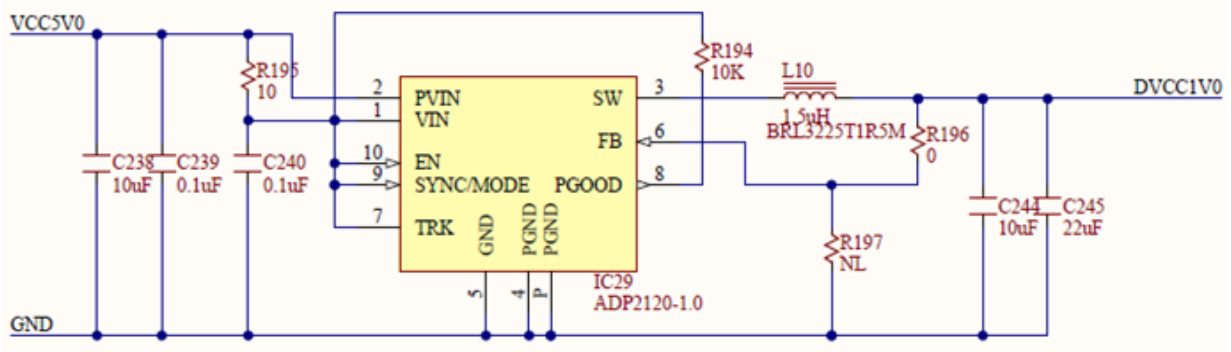 VCC5V0
R195
10
R194
10K
L10
1.5uH
BRL3225T1R5M
DVCC1V0
R196
0
2
PVIN
SW
3
1
VIN
FB
6
10
EN
9
SYNC/MODE
PGOOD
8
7
TRK
GND
PGND
PGND
5
4
P
IC29
ADP2120-1.0
C238
10uF
C239
0.1uF
C240
0.1uF
R197
NL
C244
10uF
C245
22uF
GND